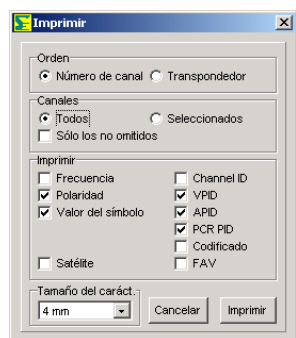 Imprimir
Orden
Número de canal Transpondedor
Canales
Todos Seleccionados
Sólo los no omitidos
Imprimir
Frecuencia Channel ID
Polaridad VPID
Valor del símbolo APID
PCR PID
Codificado
Satélite FAV
Tamaño del caráct.
4 mm Cancelar Imprimir